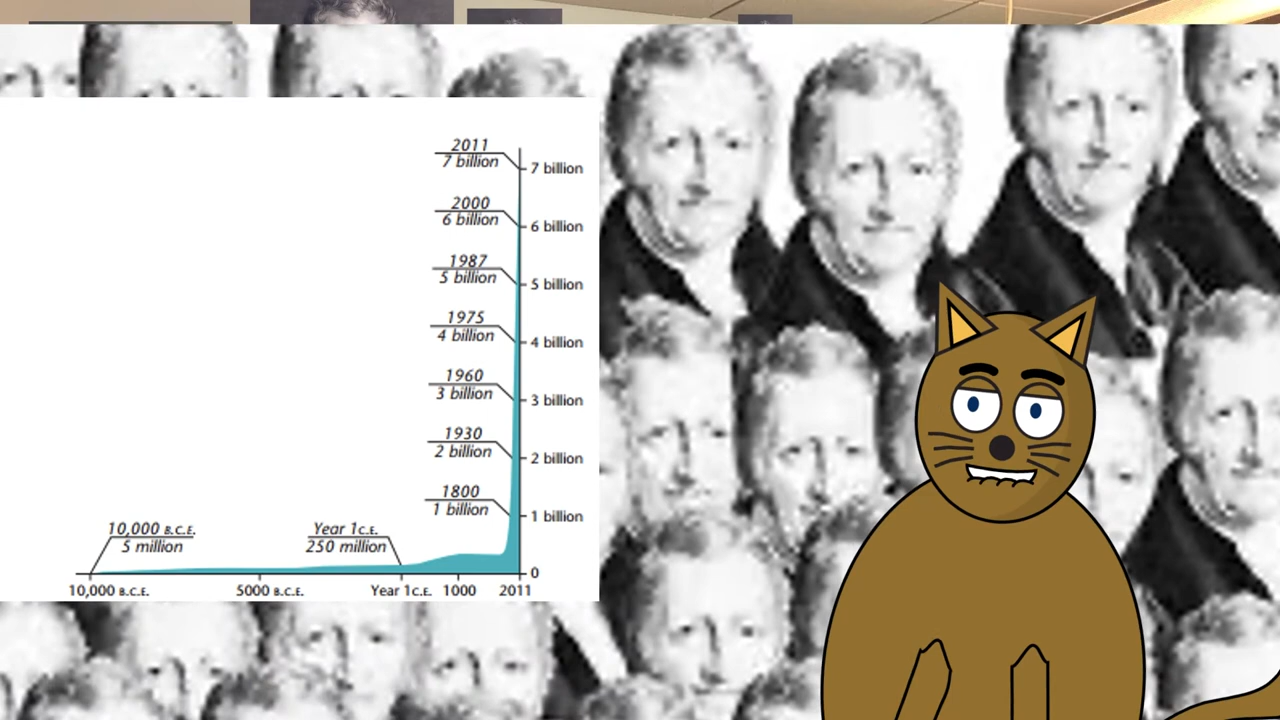 2011
7 billion
7 billion
2000
6 billion
6 billion
1987
5 billion
5 billion
1975
4 billion
4 billion
1960
3 billion
3 billion
1930
2 billion
2 billion
1800
1 billion
1 billion
10,000 B.C.E.
5 million
Year 1C.E.
250 million
0
10,000 B.C.E. 5000 B.C.E. Year 1C.E. 1000 2011